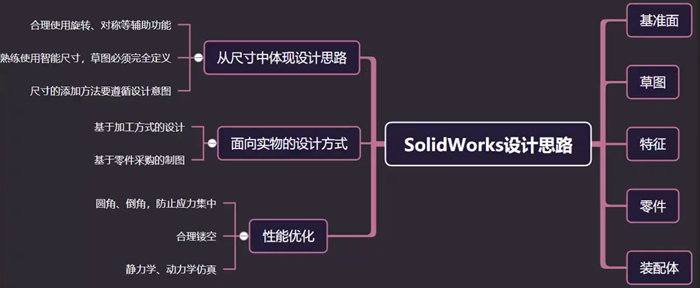 SolidWorks设计思路
从尺寸中体现设计思路
合理使用旋转、对称等辅助功能
熟练使用智能尺寸，草图必须完全定义
尺寸的添加方法要遵循设计意图
面向实物的设计方式
基于加工方式的设计
基于零件采购的制图
性能优化
圆角、倒角，防止应力集中
合理镂空
静力学、动力学仿真
基准面
草图
特征
零件
装配体